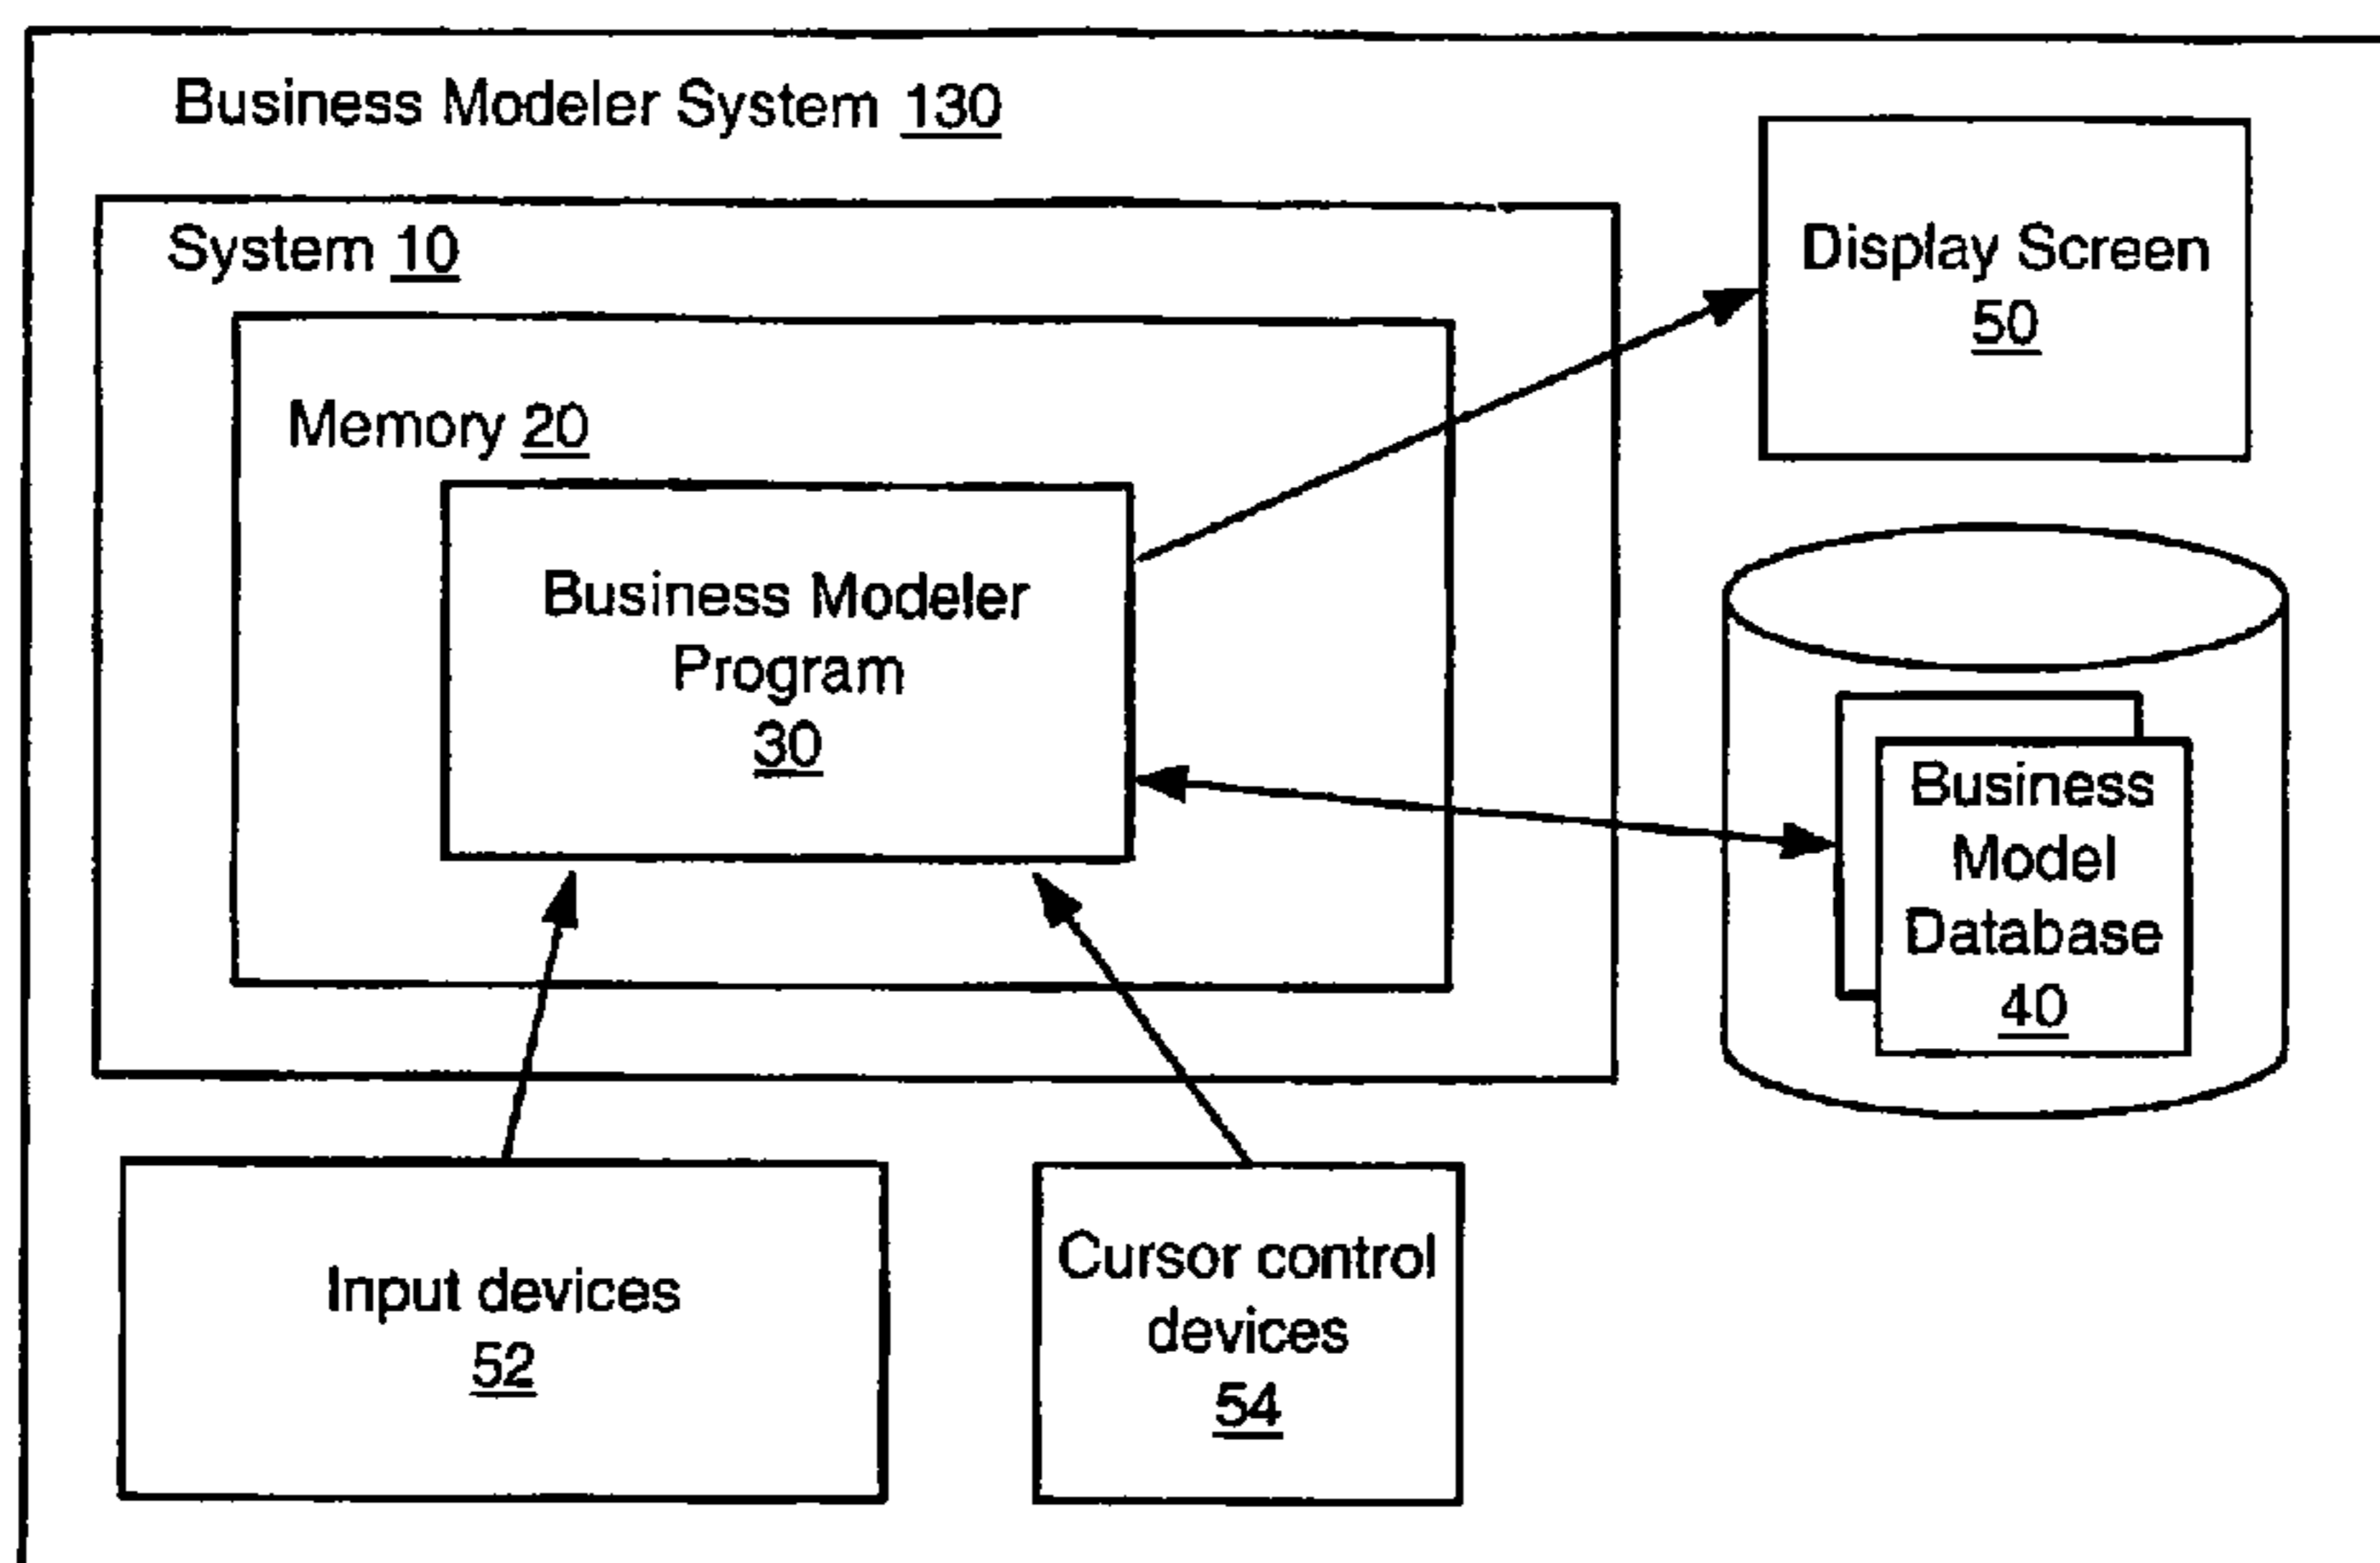 Business Modeler System 130
System 10
Memory 20
Business Modeler
Program
30
Display Screen
50
Business
Model
Database
40
Input devices
52
Cursor control
devices
54